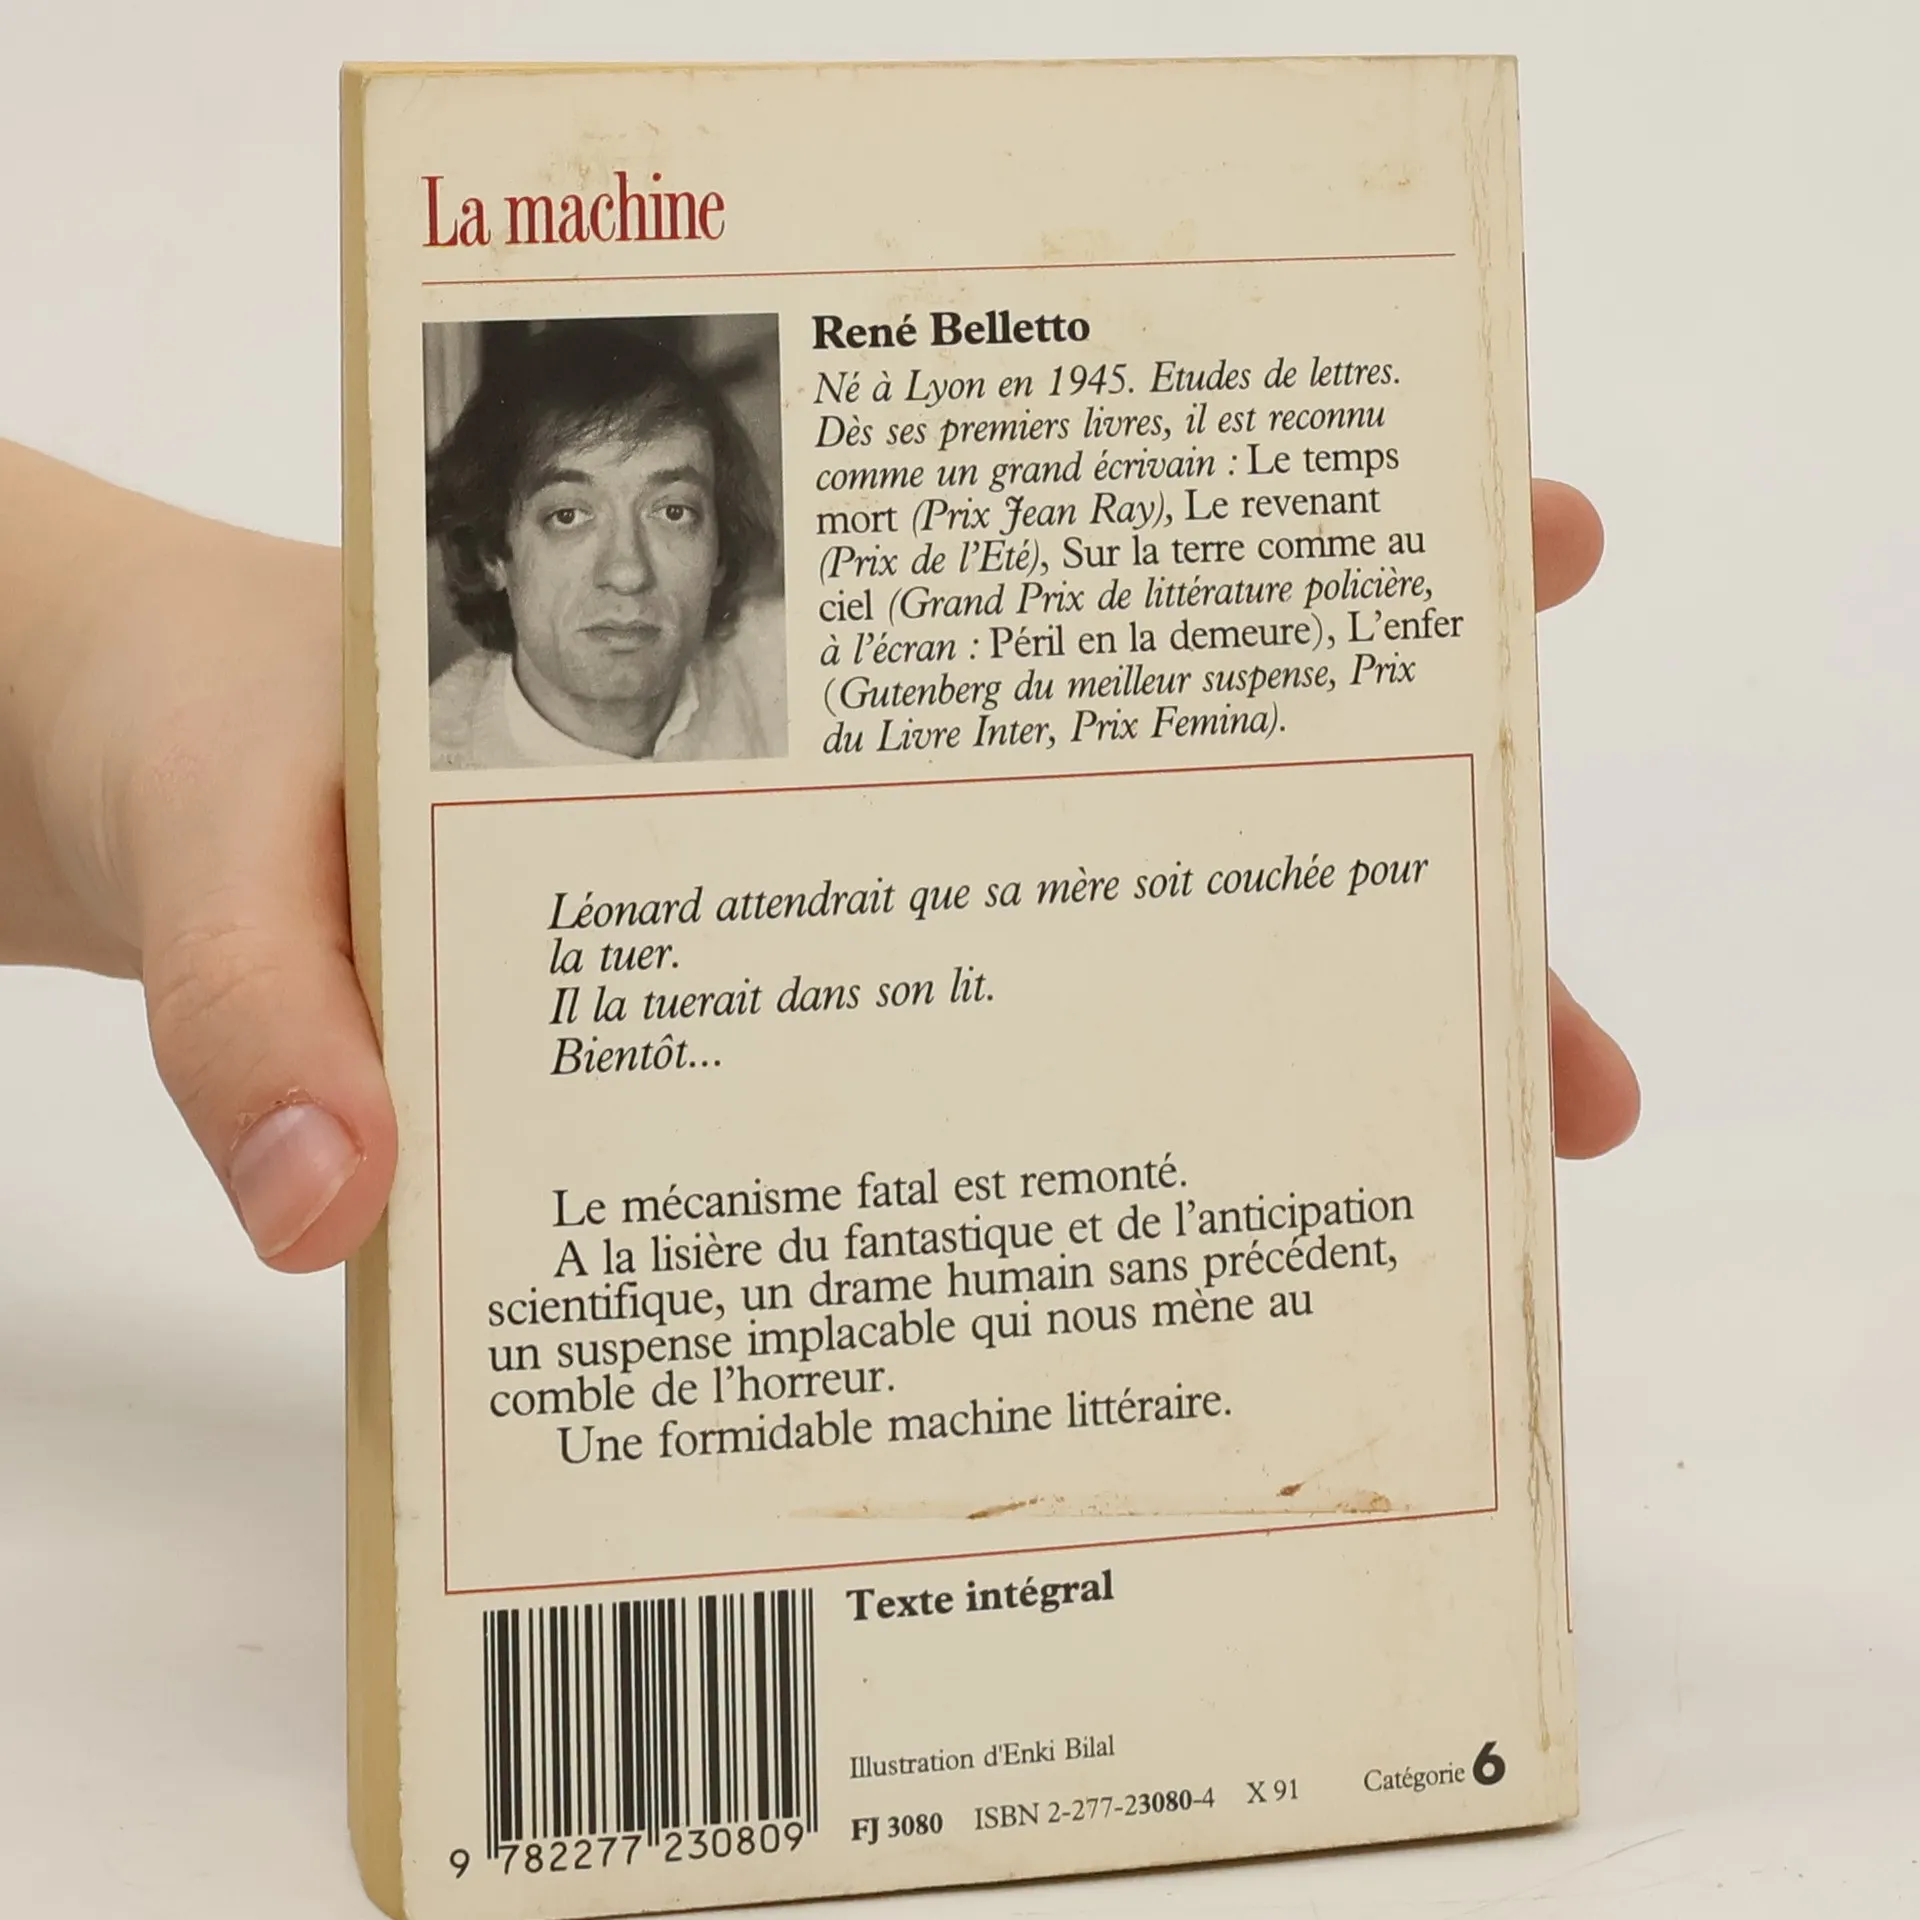 La machine
René Belletto
Né à Lyon en 1945. Etudes de lettres.
Dès ses premiers livres, il est reconnu
comme un grand écrivain : Le temps
mort (Prix Jean Ray), Le revenant
(Prix de l'Eté), Sur la terre comme au
ciel (Grand Prix de littérature policière,
à l'écran : Péril en la demeure), L'enfer
(Gutenberg du meilleur suspense, Prix
du Livre Inter, Prix Femina).
Léonard attendrait que sa mère soit couchée pour
la tuer.
Il la tuerait dans son lit.
Bientôt...
Le mécanisme fatal est remonté.
A la lisière du fantastique et de l'anticipation
scientifique, un drame humain sans précédent,
un suspense implacable qui nous mène au
comble de l'horreur.
Une formidable machine littéraire.
Texte intégral
Illustration d'Enki Bilal
FJ 3080 ISBN 2-277-23080-4 X 91 Catégorie 6
9 782277 230809